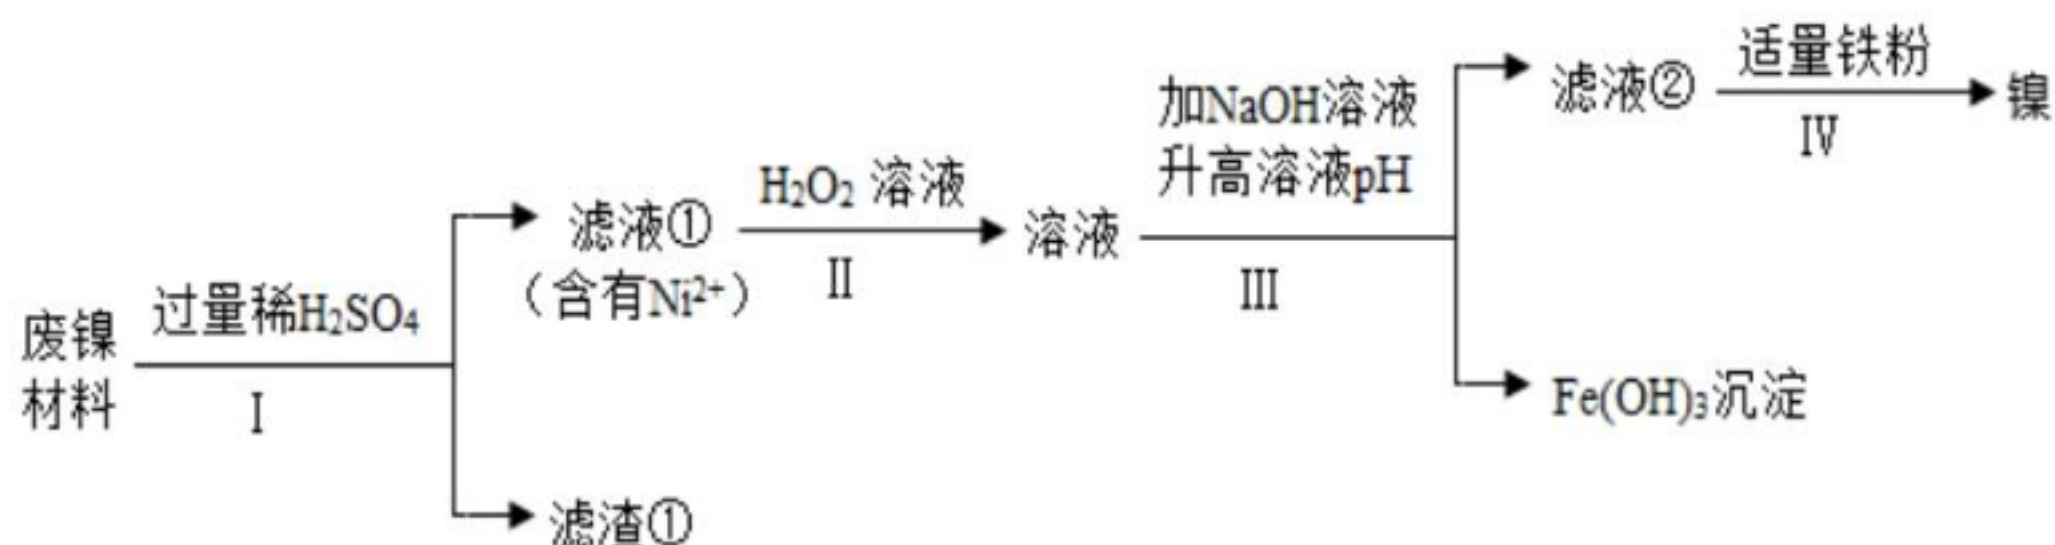 废镍
材料
过量稀H₂SO₄
I
滤液①
(含有Ni²⁺)
滤渣①
H₂O₂ 溶液
II
溶液
加NaOH溶液
升高溶液pH
III
滤液②
Fe(OH)₃沉淀
适量铁粉
IV
镍